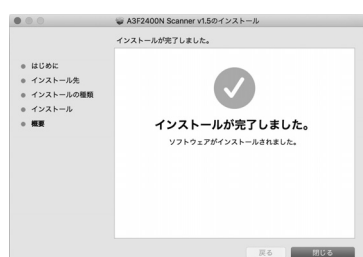 A3F2400N Scanner v1.5のインストール
インストールが完了しました。
はじめに
インストール先
インストールの種類
インストール
概要
インストールが完了しました。
ソフトウェアがインストールされました。
戻る
閉じる